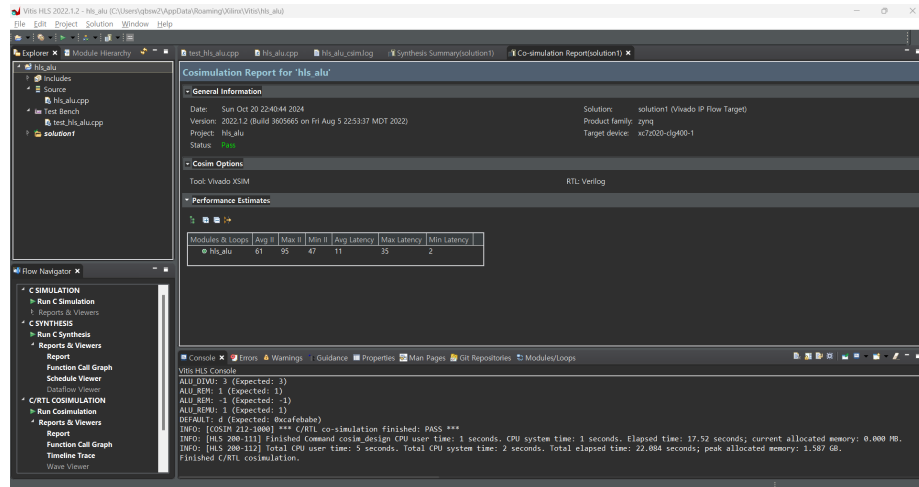 Vitis HLS 2022.1.2 - hls_alu (C:\Users\qbsw2\AppData\Roaming\Xilinx\Vitis\hls_alu)
File Edit Project Solution Window Help
Explorer Module Hierarchy
test_hls_alu.cpp hls_alu.cpp hls_alu_csim.log Synthesis Summary(solution1) Co-simulation Report(solution1)
hls_alu
Includes
Source
hls_alu.cpp
Test Bench
test_hls_alu.cpp
solution1
Cosimulation Report for 'hls_alu'
General Information
Date: Sun Oct 20 22:40:44 2024
Version: 2022.1.2 (Build 3605665 on Fri Aug 5 22:53:37 MDT 2022)
Project: hls_alu
Status: Pass
Solution: solution1 (Vivado IP Flow Target)
Product family: zynq
Target device: xc7z020-clg400-1
Cosim Options
Tool: Vivado XSIM RTL: Verilog
Performance Estimates
Modules & Loops Avg II Max II Min II Avg Latency Max Latency Min Latency
hls_alu 61 95 47 11 35 2
Flow Navigator
C SIMULATION
Run C Simulation
Reports & Viewers
C SYNTHESIS
Run C Synthesis
Reports & Viewers
Report
Function Call Graph
Schedule Viewer
Dataflow Viewer
C/RTL COSIMULATION
Run Cosimulation
Reports & Viewers
Report
Function Call Graph
Timeline Trace
Wave Viewer
Console Errors Warnings Guidance Properties Man Pages Git Repositories Modules/Loops
Vitis HLS Console
ALU_DIVU: 3 (Expected: 3)
ALU_REM: 1 (Expected: 1)
ALU_REM: -1 (Expected: -1)
ALU_REMU: 1 (Expected: 1)
DEFAULT: d (Expected: 0xcafebabe)
INFO: [COSIM 212-1000] *** C/RTL co-simulation finished: PASS ***
INFO: [HLS 200-111] Finished Command cosim_design CPU user time: 1 seconds. CPU system time: 1 seconds. Elapsed time: 17.52 seconds; current allocated memory: 0.000 MB.
INFO: [HLS 200-112] Total CPU user time: 5 seconds. Total CPU system time: 2 seconds. Total elapsed time: 22.084 seconds; peak allocated memory: 1.587 GB.
Finished C/RTL cosimulation.